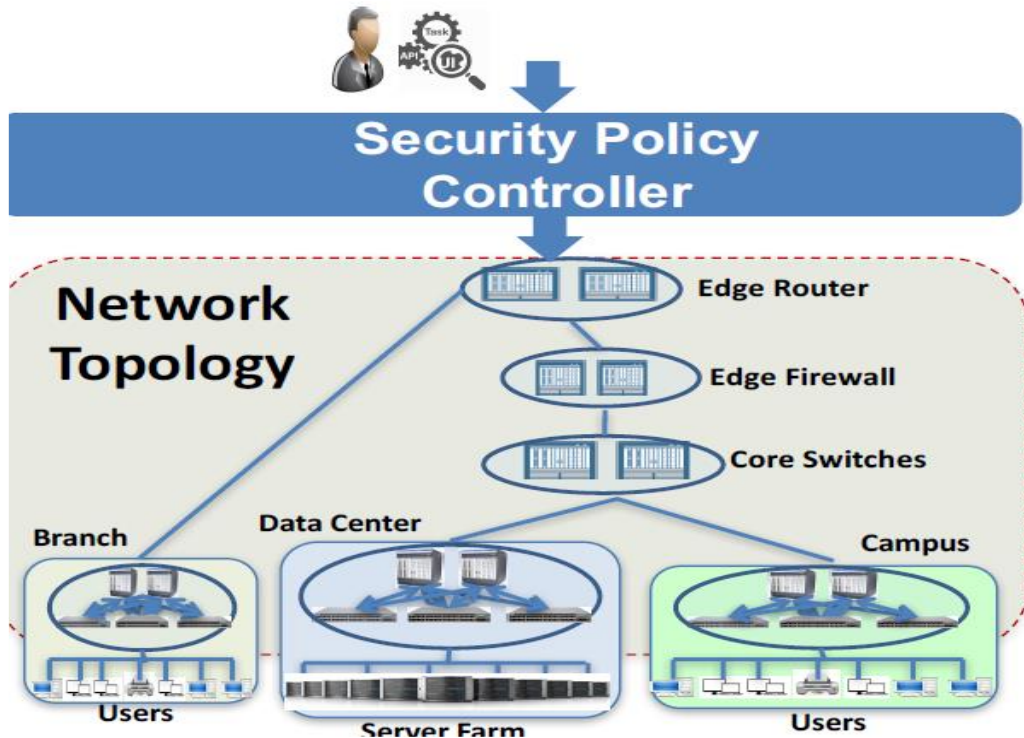 Task
API
Security Policy
Controller
Network
Topology
Edge Router
Edge Firewall
Core Switches
Branch
Data Center
Campus
Users
Server Farm
Users